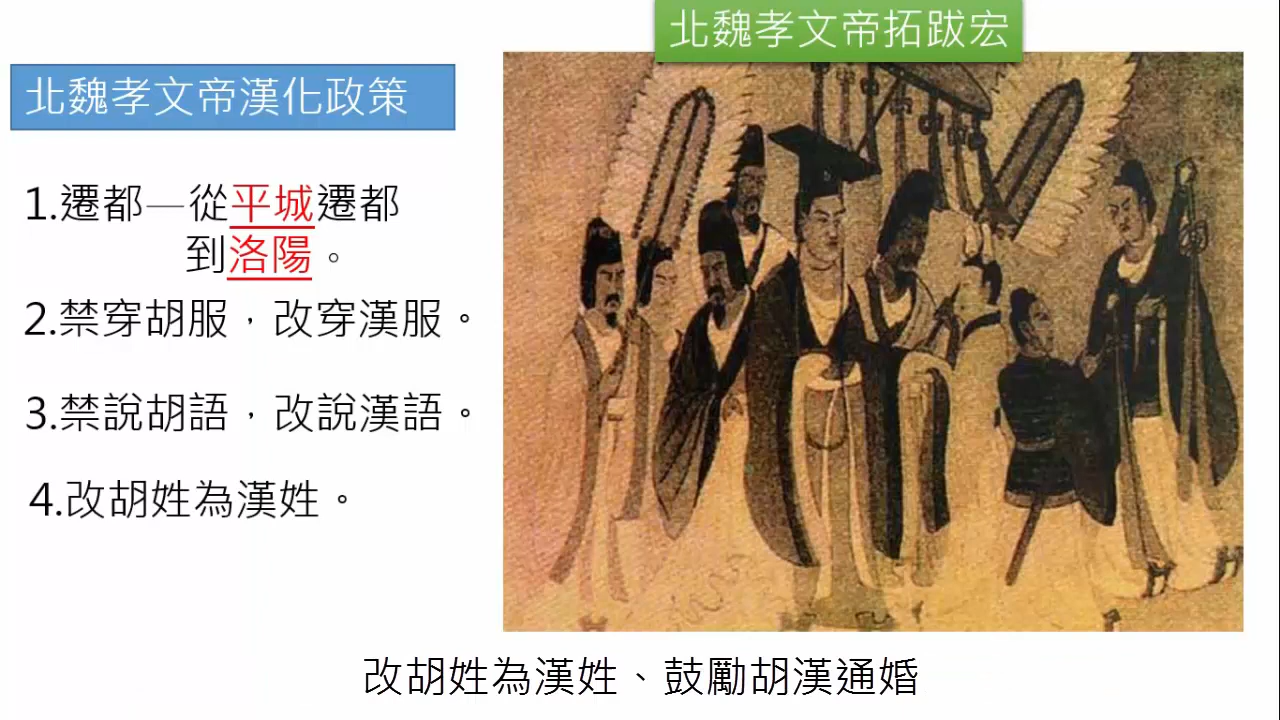 北魏孝文帝拓跋宏
北魏孝文帝漢化政策
1.遷都—從平城遷都
到洛陽。
2.禁穿胡服，改穿漢服。
3.禁說胡語，改說漢語。
4.改胡姓為漢姓。
改胡姓為漢姓、鼓勵胡漢通婚